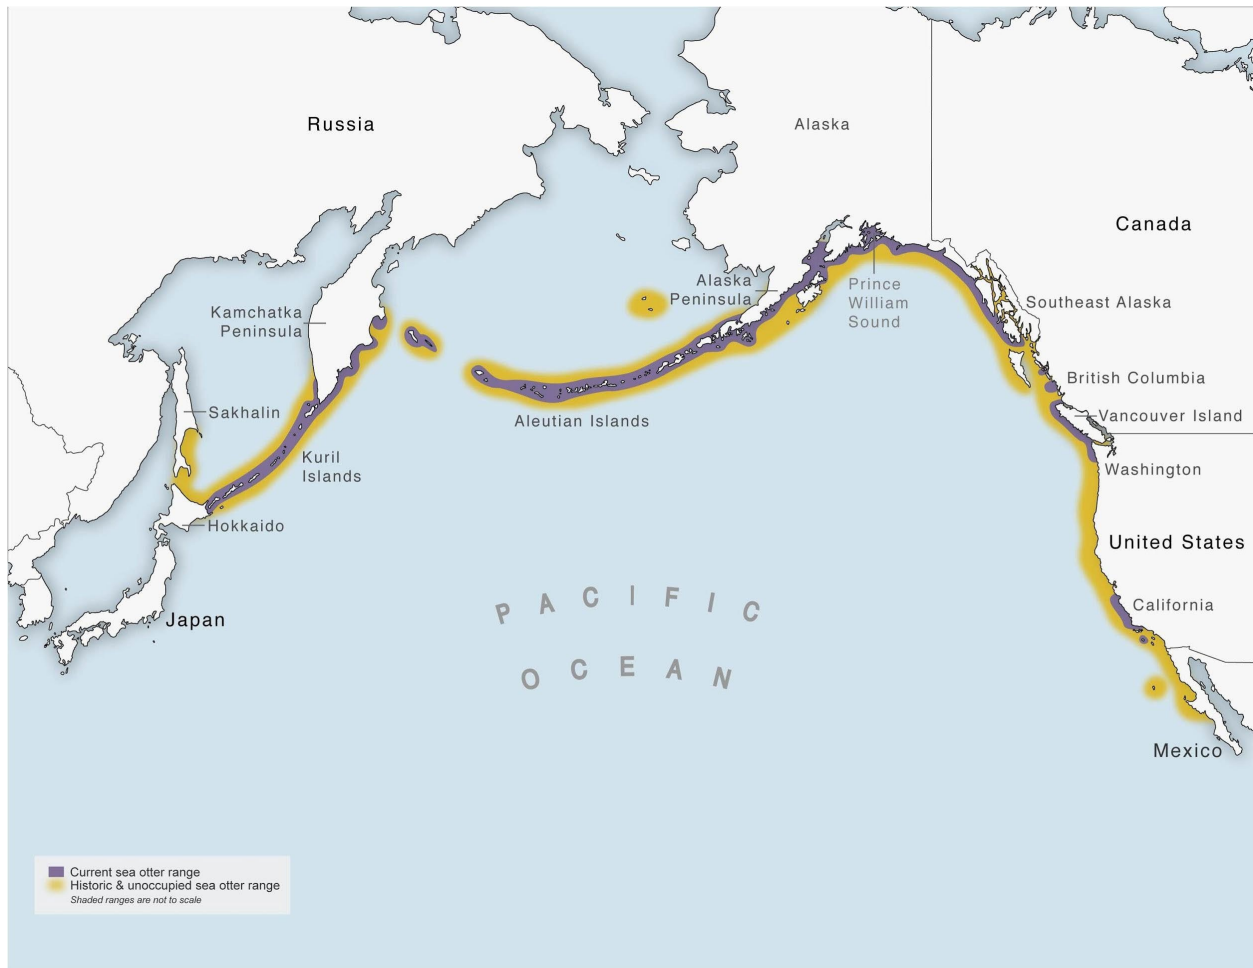 Russia
Alaska
Canada
Alaska
Peninsula
Prince
William
Sound
Southeast Alaska
Kamchatka
Peninsula
British Columbia
Vancouver Island
Sakhalin
Aleutian Islands
Kuril
Islands
Washington
Hokkaido
United States
California
Japan
PACIFIC
OCEAN
Mexico
Current sea otter range
Historic & unoccupied sea otter range
Shaded ranges are not to scale